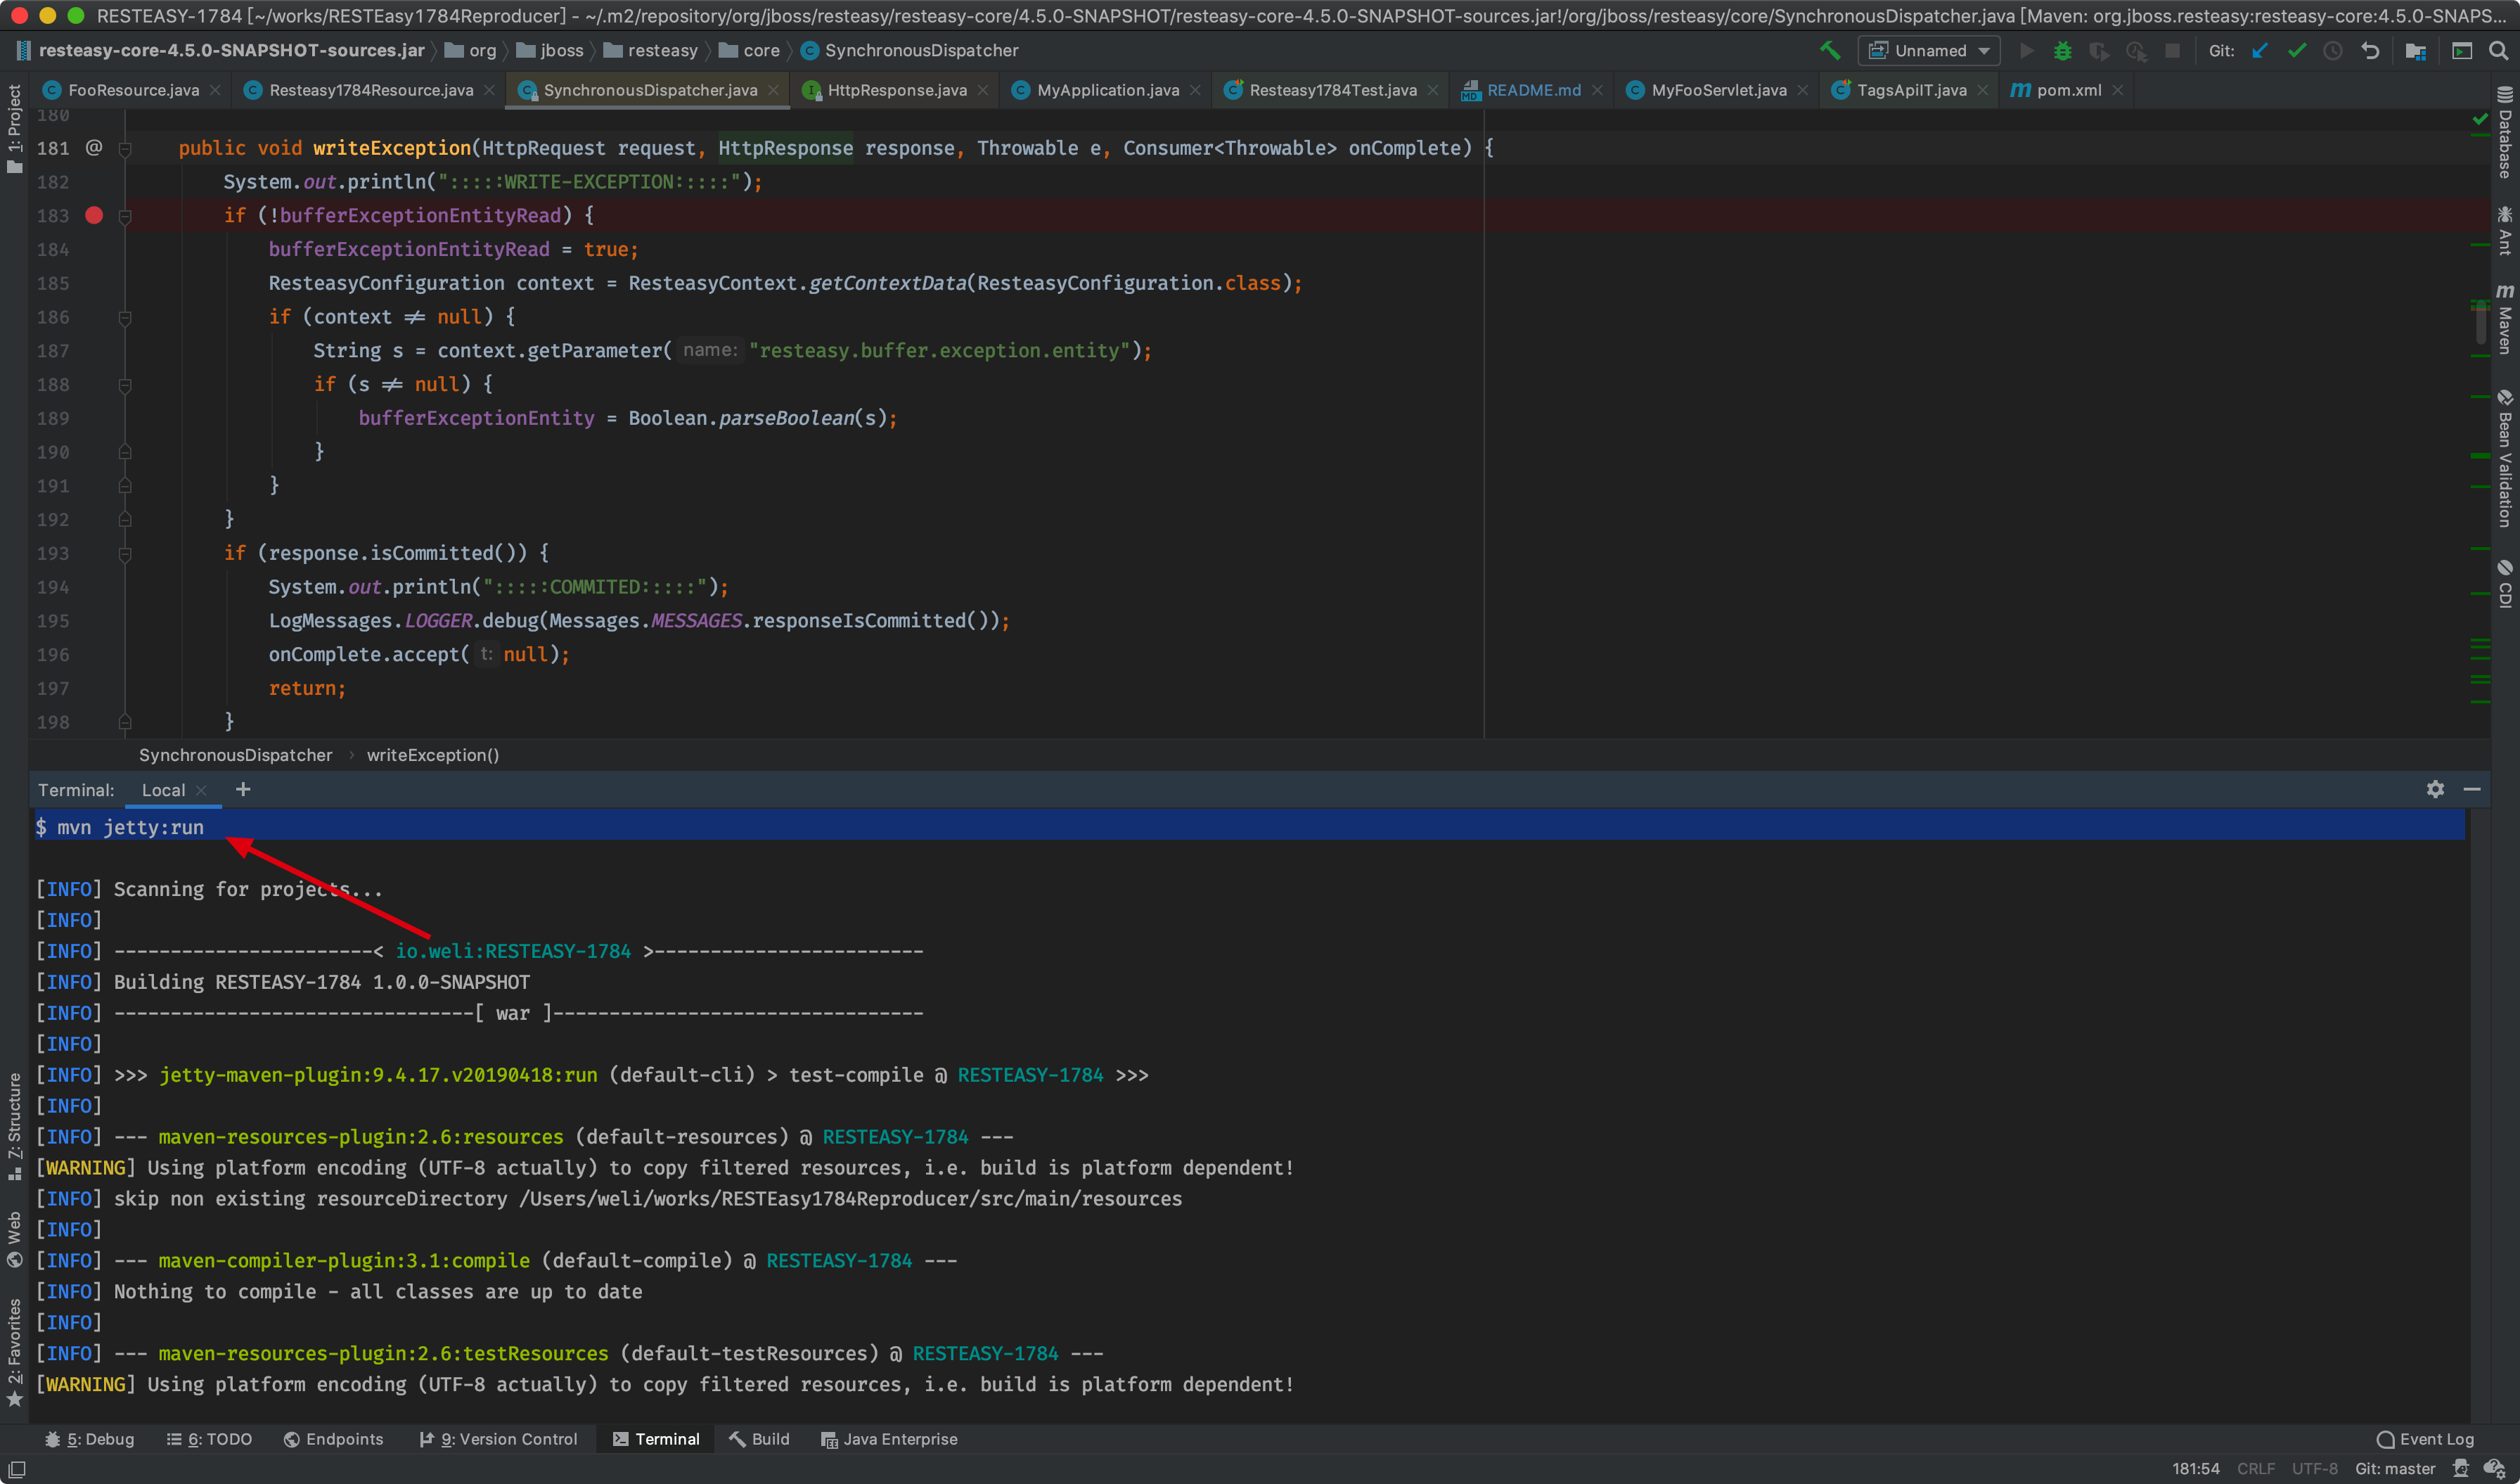 RESTEASY-1784 [~/works/RESTEasy1784Reproducer] - ~/.m2/repository/org/jboss/resteasy/resteasy-core/4.5.0-SNAPSHOT/resteasy-core-4.5.0-SNAPSHOT-sources.jar!/org/jboss/resteasy/core/SynchronousDispatcher.java [Maven: org.jboss.resteasy:resteasy-core:4.5.0-SNAPS...
resteasy-core-4.5.0-SNAPSHOT-sources.jar org jboss resteasy core SynchronousDispatcher Unnamed Git:
FooResource.java Resteasy1784Resource.java SynchronousDispatcher.java HttpResponse.java MyApplication.java Resteasy1784Test.java README.md MyFooServlet.java TagsApiIT.java pom.xml
1: Project
7: Structure
Web
2: Favorites
180
181 @ public void writeException(HttpRequest request, HttpResponse response, Throwable e, Consumer<Throwable> onComplete) {
182 System.out.println(":::::WRITE-EXCEPTION:::::");
183 if (!bufferExceptionEntityRead) {
184 bufferExceptionEntityRead = true;
185 ResteasyConfiguration context = ResteasyContext.getContextData(ResteasyConfiguration.class);
186 if (context ≠ null) {
187 String s = context.getParameter( name: "resteasy.buffer.exception.entity");
188 if (s ≠ null) {
189 bufferExceptionEntity = Boolean.parseBoolean(s);
190 }
191 }
192 }
193 if (response.isCommitted()) {
194 System.out.println(":::::COMMITED:::::");
195 LogMessages.LOGGER.debug(Messages.MESSAGES.responseIsCommitted());
196 onComplete.accept( t: null);
197 return;
198 }
Database
Ant
Maven
Bean Validation
CDI
SynchronousDispatcher › writeException()
Terminal: Local +
$ mvn jetty:run
[INFO] Scanning for projects...
[INFO]
[INFO] -----------------------< io.weli:RESTEASY-1784 >------------------------
[INFO] Building RESTEASY-1784 1.0.0-SNAPSHOT
[INFO] --------------------------------[ war ]---------------------------------
[INFO]
[INFO] >>> jetty-maven-plugin:9.4.17.v20190418:run (default-cli) > test-compile @ RESTEASY-1784 >>>
[INFO]
[INFO] --- maven-resources-plugin:2.6:resources (default-resources) @ RESTEASY-1784 ---
[WARNING] Using platform encoding (UTF-8 actually) to copy filtered resources, i.e. build is platform dependent!
[INFO] skip non existing resourceDirectory /Users/weli/works/RESTEasy1784Reproducer/src/main/resources
[INFO]
[INFO] --- maven-compiler-plugin:3.1:compile (default-compile) @ RESTEASY-1784 ---
[INFO] Nothing to compile - all classes are up to date
[INFO]
[INFO] --- maven-resources-plugin:2.6:testResources (default-testResources) @ RESTEASY-1784 ---
[WARNING] Using platform encoding (UTF-8 actually) to copy filtered resources, i.e. build is platform dependent!
5: Debug 6: TODO Endpoints 9: Version Control Terminal Build Java Enterprise Event Log
181:54 CRLF UTF-8 Git: master